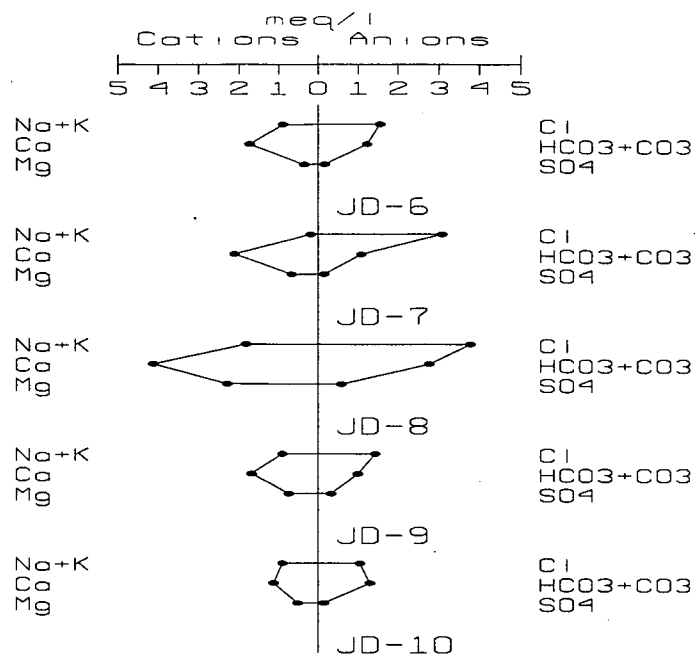 meq/l
Cations Anions
5 4 3 2 1 0 1 2 3 4 5
Na+K Cl
Ca HCO3+CO3
Mg SO4
JD-6
Na+K Cl
Ca HCO3+CO3
Mg SO4
JD-7
Na+K Cl
Ca HCO3+CO3
Mg SO4
JD-8
Na+K Cl
Ca HCO3+CO3
Mg SO4
JD-9
Na+K Cl
Ca HCO3+CO3
Mg SO4
JD-10